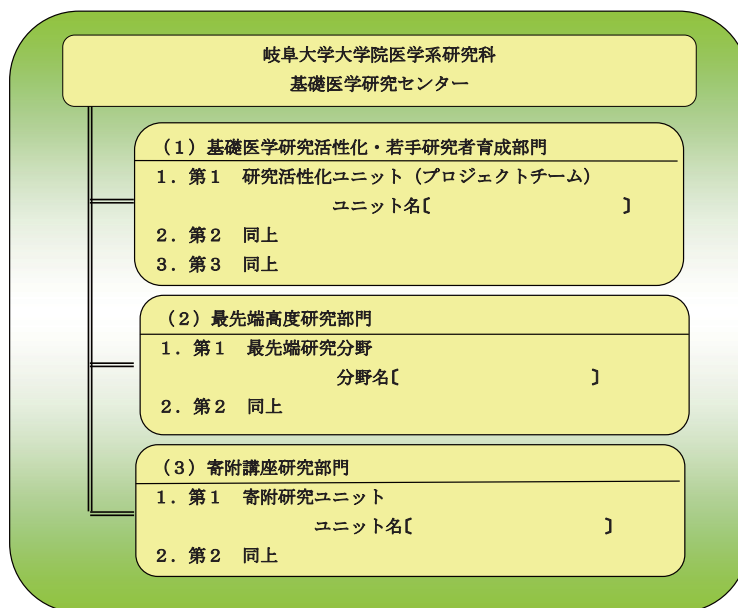 岐阜大学大学院医学系研究科
基礎医学研究センター
（１）基礎医学研究活性化・若手研究者育成部門
１．第１　研究活性化ユニット（プロジェクトチーム）
ユニット名〔　　　　　　　　　　　〕
２．第２　同上
３．第３　同上
（２）最先端高度研究部門
１．第１　最先端研究分野
分野名〔　　　　　　　　　　　〕
２．第２　同上
（３）寄附講座研究部門
１．第１　寄附研究ユニット
ユニット名〔　　　　　　　　　　　〕
２．第２　同上